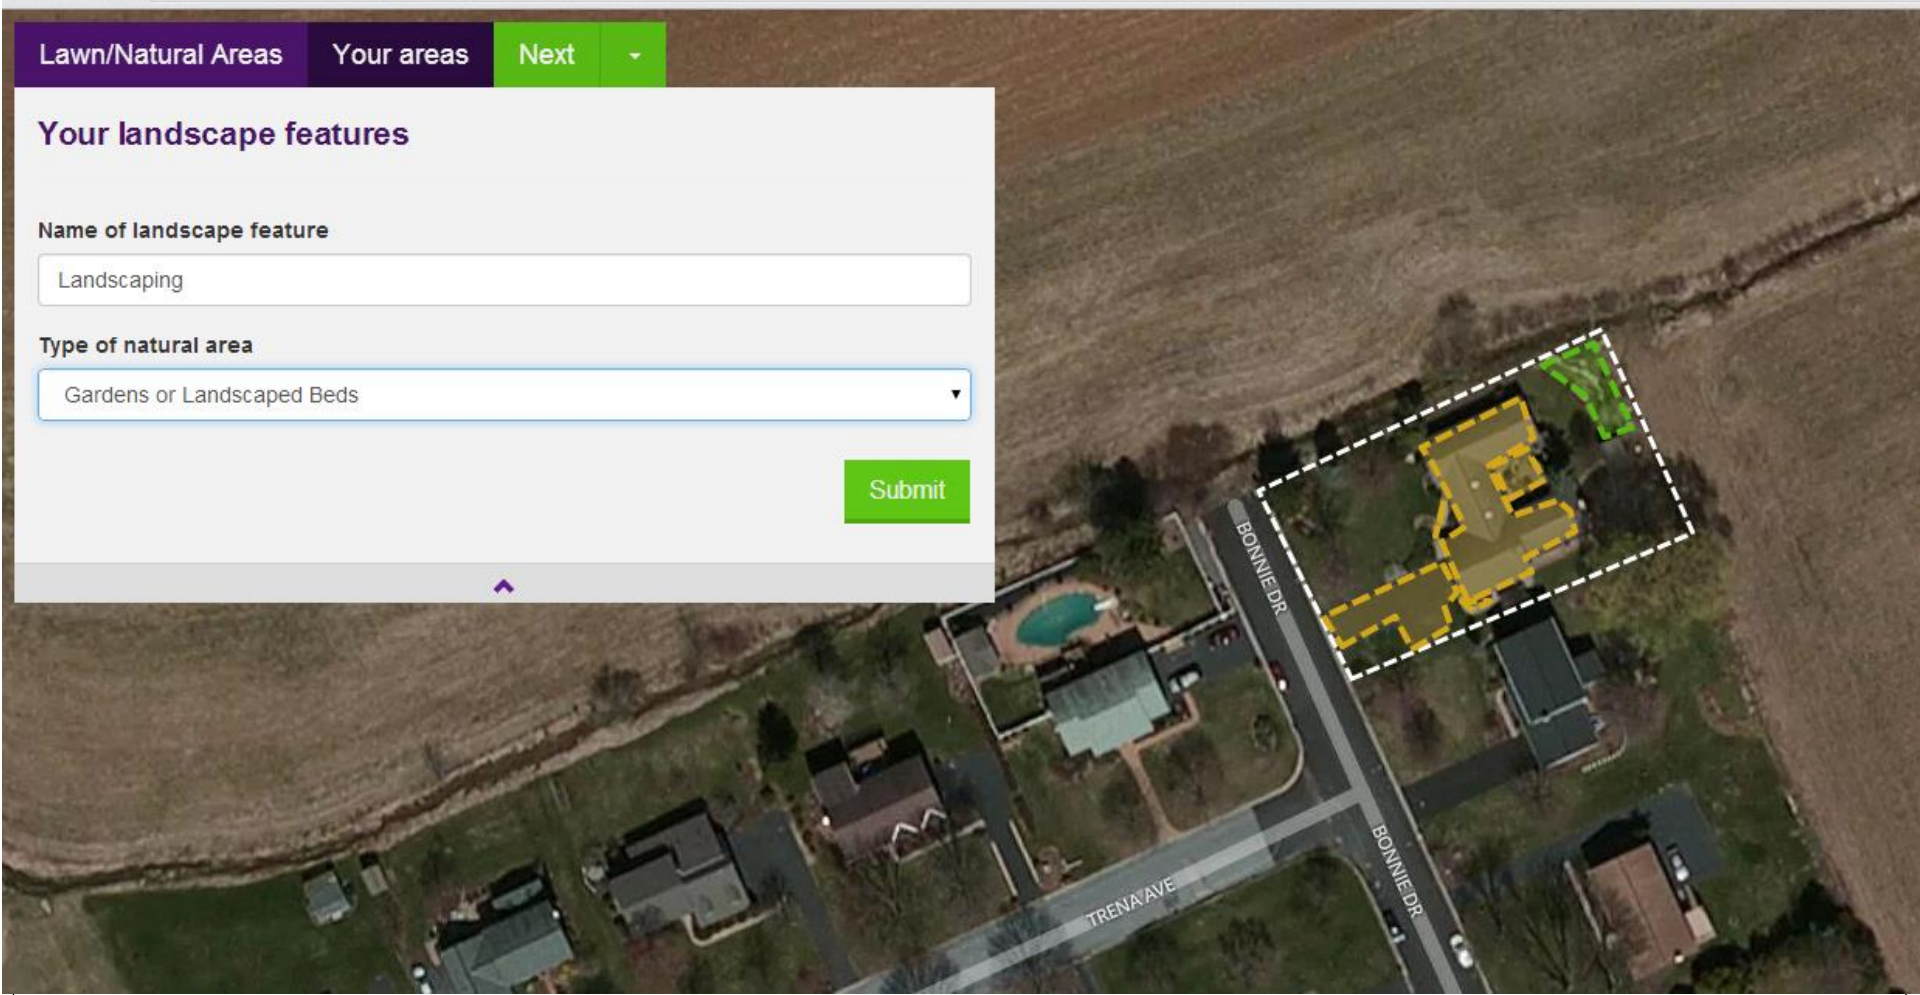 Lawn/Natural Areas
Your areas
Next
Your landscape features
Name of landscape feature
Landscaping
Type of natural area
Gardens or Landscaped Beds
Submit
BONNIE DR
BONNIE DR
TRENA AVE